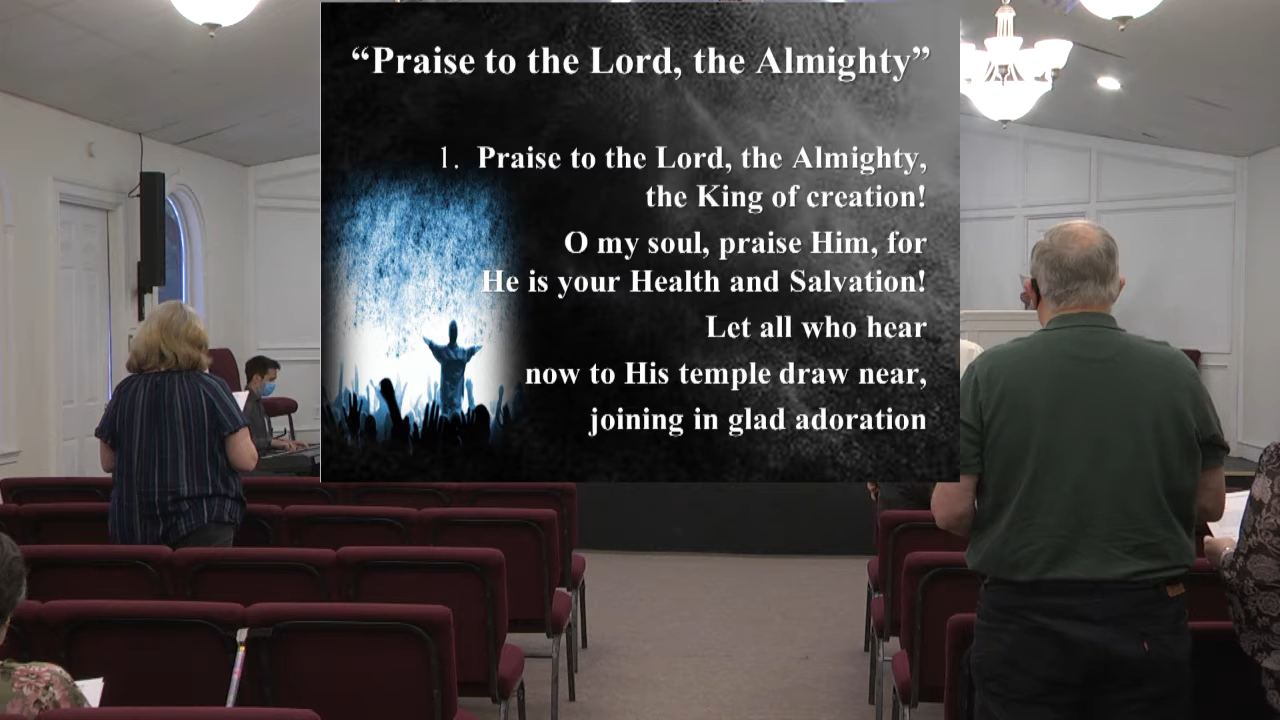 “Praise to the Lord, the Almighty”
1. Praise to the Lord, the Almighty,
the King of creation!
O my soul, praise Him, for
He is your Health and Salvation!
Let all who hear
now to His temple draw near,
joining in glad adoration